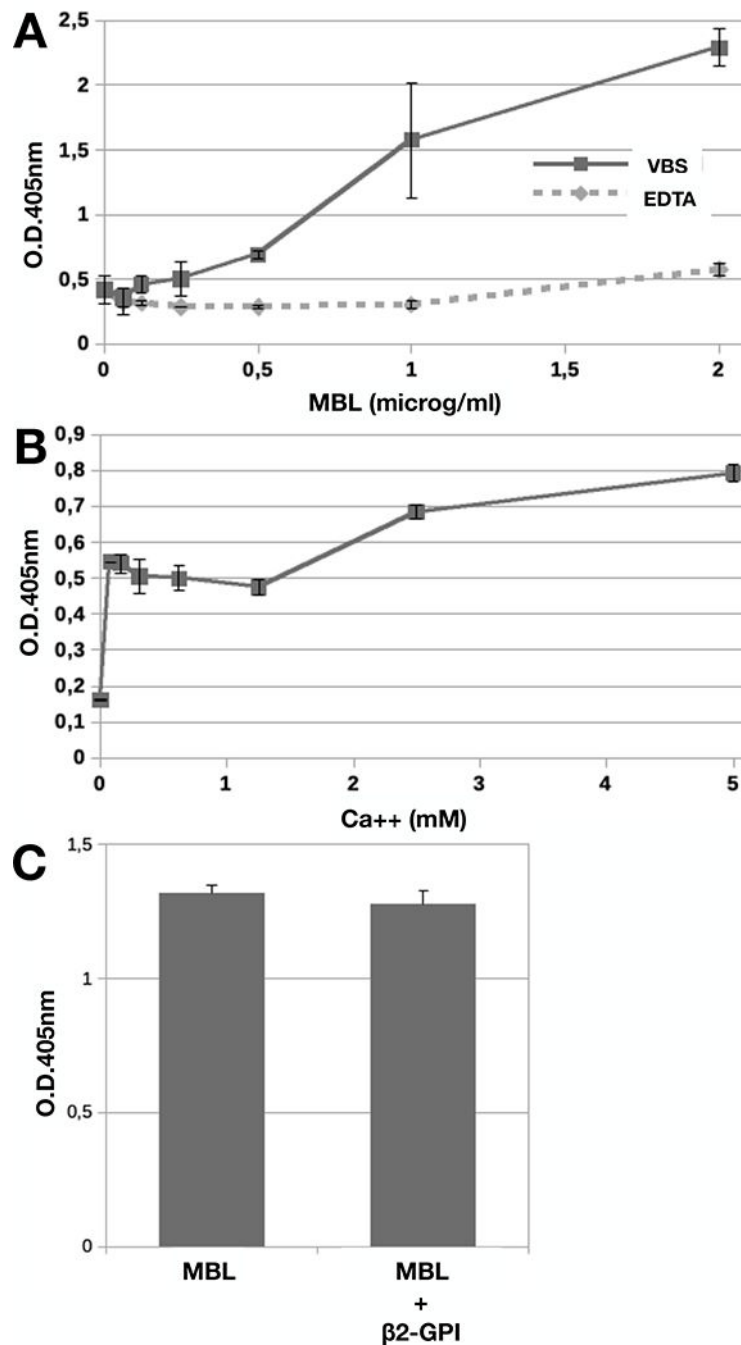 A
2,5
2
1,5
1
0,5
0
O.D.405nm
VBS
EDTA
0
0,5
1
1,5
2
MBL (microg/ml)
B
0,9
0,8
0,7
0,6
0,5
0,4
0,3
0,2
0,1
0
O.D.405nm
0
1
2
3
4
5
Ca++ (mM)
C
1,5
1
0,5
0
O.D.405nm
MBL
MBL
+
β2-GPI